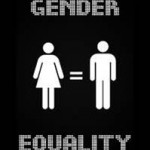 GENDER
=
EQUALITY